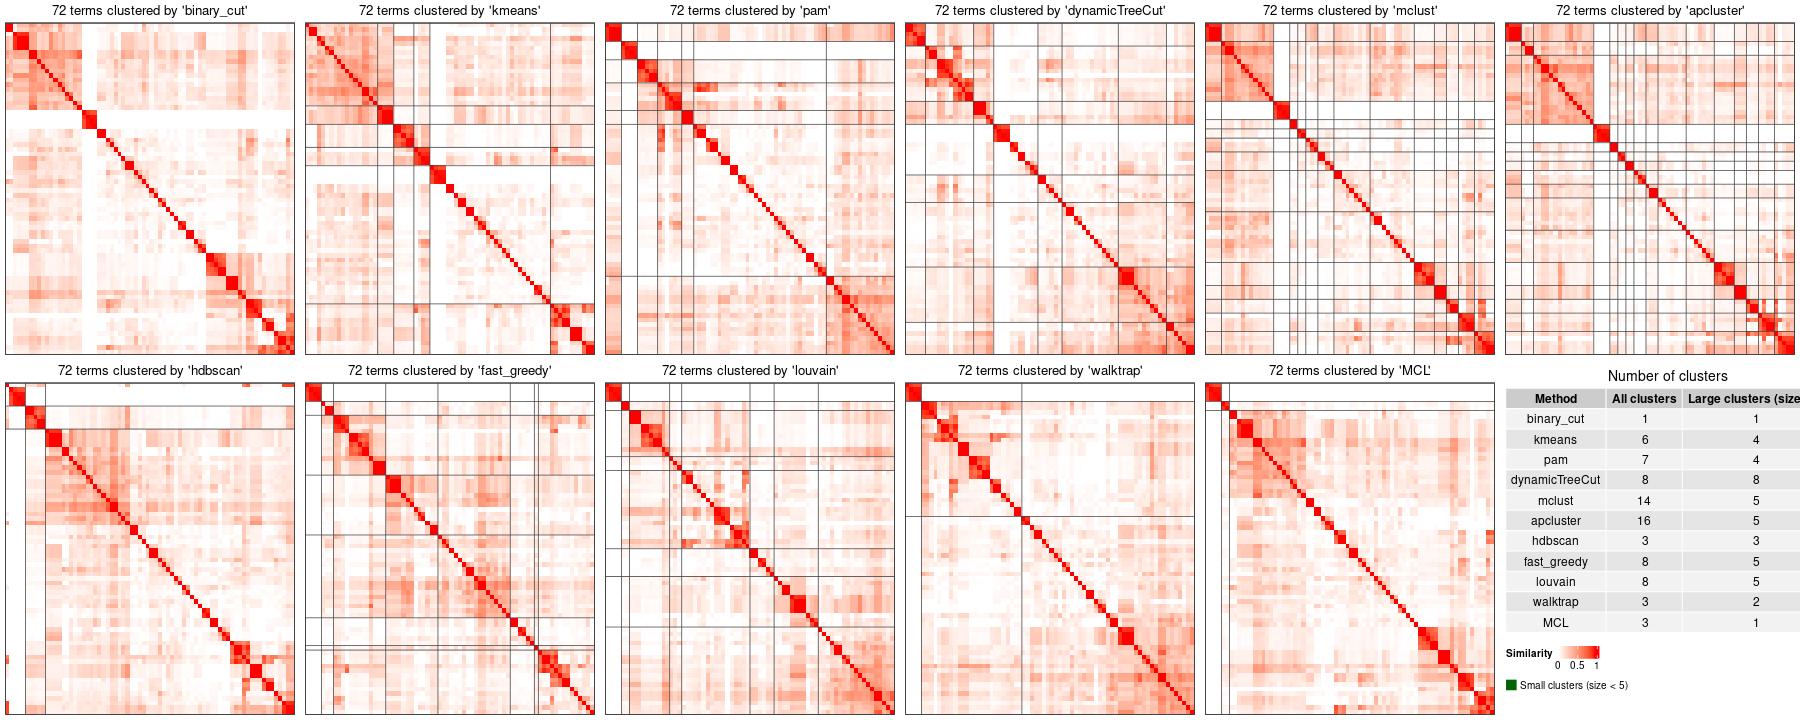 72 terms clustered by 'binary_cut'
72 terms clustered by 'kmeans'
72 terms clustered by 'pam'
72 terms clustered by 'dynamicTreeCut'
72 terms clustered by 'mclust'
72 terms clustered by 'apcluster'
72 terms clustered by 'hdbscan'
72 terms clustered by 'fast_greedy'
72 terms clustered by 'louvain'
72 terms clustered by 'walktrap'
72 terms clustered by 'MCL'
Number of clusters
Method All clusters Large clusters (size
binary_cut 1 1
kmeans 6 4
pam 7 4
dynamicTreeCut 8 8
mclust 14 5
apcluster 16 5
hdbscan 3 3
fast_greedy 8 5
louvain 8 5
walktrap 3 2
MCL 3 1
Similarity
0 0.5 1
Small clusters (size < 5)